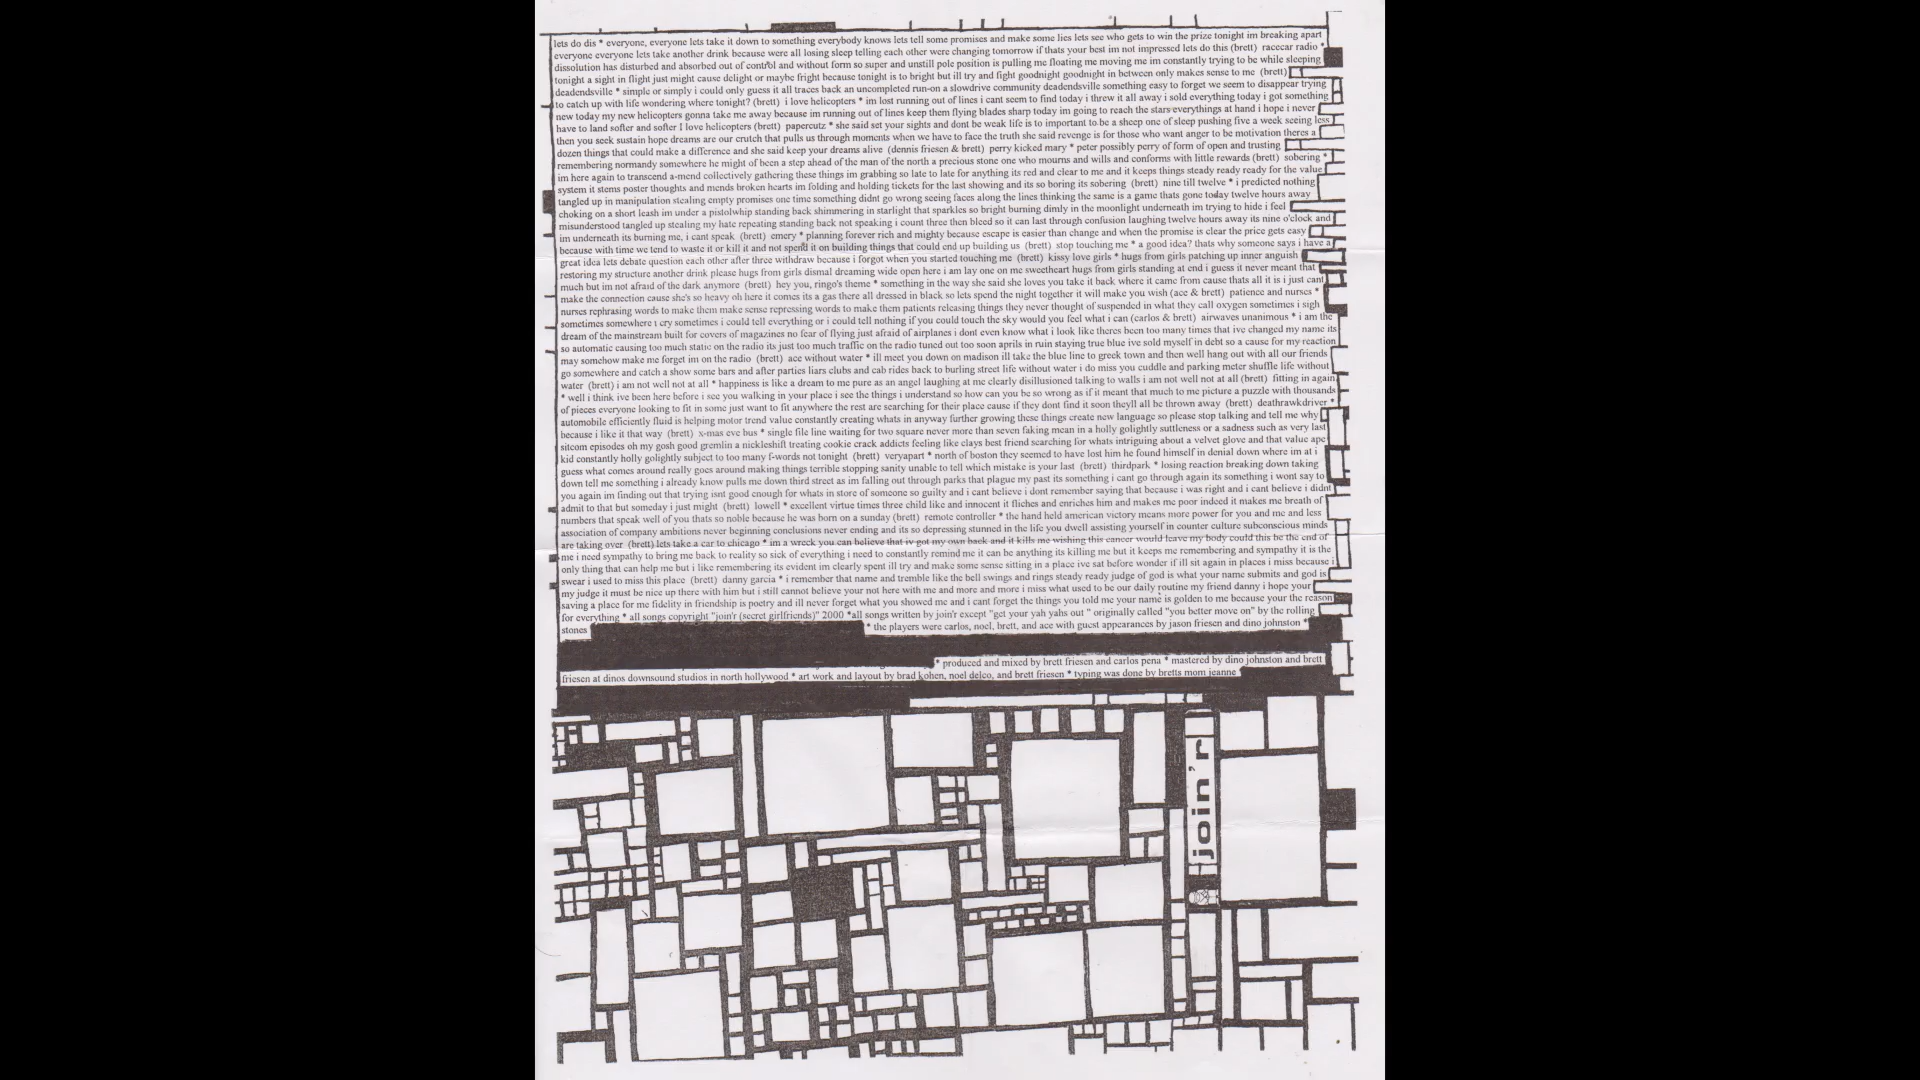 lets do dis * everyone, everyone lets take it down to something everybody knows lets tell some promises and make some lies lets see who gets to win the prize tonight im breaking apart
everyone everyone lets take another drink because were all losing sleep telling each other were changing tomorrow if thats your best im not impressed lets do this (brett) racecar radio *
dissolution has disturbed and absorbed out of control and without form so super and unstill pole position is pulling me floating me moving me im constantly trying to be while sleeping
tonight a sight in flight just might cause delight or maybe fright because tonight is to bright but ill try and fight goodnight goodnight in between only makes sense to me (brett)
deadendsville * simple or simply i could only guess it all traces back an uncompleted run-on a slowdrive community deadendsville something easy to forget we seem to disappear trying
to catch up with life wondering where tonight? (brett) i love helicopters * im lost running out of lines i cant seem to find today i threw it all away i sold everything today i got something
new today my new helicopters gonna take me away because im running out of lines keep them flying blades sharp today im going to reach the stars everythings at hand i hope i never
have to land softer and softer I love helicopters (brett) papercutz * she said set your sights and dont be weak life is to important to be a sheep one of sleep pushing five a week seeing less
then you seek sustain hope dreams are our crutch that pulls us through moments when we have to face the truth she said revenge is for those who want anger to be motivation theres a
dozen things that could make a difference and she said keep your dreams alive (dennis friesen & brett) perry kicked mary * peter possibly perry of form of open and trusting
remembering normandy somewhere he might of been a step ahead of the man of the north a precious stone one who mourns and wills and conforms with little rewards (brett) sobering *
im here again to transcend a-mend collectively gathering these things im grabbing so late to late for anything its red and clear to me and it keeps things steady ready ready for the value
system it stems poster thoughts and mends broken hearts im folding and holding tickets for the last showing and its so boring its sobering (brett) nine till twelve * i predicted nothing
tangled up in manipulation stealing empty promises one time something didnt go wrong seeing faces along the lines thinking the same is a game thats gone today twelve hours away
choking on a short leash im under a pistolwhip standing back shimmering in starlight that sparkles so bright burning dimly in the moonlight underneath im trying to hide i feel
misunderstood tangled up stealing my hate repeating standing back not speaking i count three then bleed so it can last through confusion laughing twelve hours away its nine o'clock and
im underneath its burning me, i cant speak (brett) emery * planning forever rich and mighty because escape is easier than change and when the promise is clear the price gets easy
because with time we tend to waste it or kill it and not spend it on building things that could end up building us (brett) stop touching me * a good idea? thats why someone says i have a
great idea lets debate question each other after three withdraw because i forgot when you started touching me (brett) kissy love girls * hugs from girls patching up inner anguish
restoring my structure another drink please hugs from girls dismal dreaming wide open here i am lay one on me sweetheart hugs from girls standing at end i guess it never meant that
much but im not afraid of the dark anymore (brett) hey you, ringo's theme * something in the way she said she loves you take it back where it came from cause thats all it is i just cant
make the connection cause she's so heavy oh here it comes its a gas there all dressed in black so lets spend the night together it will make you wish (ace & brett) patience and nurses *
nurses rephrasing words to make them make sense repressing words to make them patients releasing things they never thought of suspended in what they call oxygen sometimes i sigh
sometimes somewhere i cry sometimes i could tell everything or i could tell nothing if you could touch the sky would you feel what i can (carlos & brett) airwaves unanimous * i am the
dream of the mainstream built for covers of magazines no fear of flying just afraid of airplanes i dont even know what i look like theres been too many times that ive changed my name its
so automatic causing too much static on the radio its just too much traffic on the radio tuned out too soon aprils in ruin staying true blue ive sold myself in debt so a cause for my reaction
may somehow make me forget im on the radio (brett) ace without water * ill meet you down on madison ill take the blue line to greek town and then well hang out with all our friends
go somewhere and catch a show some bars and after parties liars clubs and cab rides back to burling street life without water i do miss you cuddle and parking meter shuffle life without
water (brett) i am not well not at all * happiness is like a dream to me pure as an angel laughing at me clearly disillusioned talking to walls i am not well not at all (brett) fitting in again
* well i think ive been here before i see you walking in your place i see the things i understand so how can you be so wrong as if it meant that much to me picture a puzzle with thousands
of pieces everyone looking to fit in some just want to fit anywhere the rest are searching for their place cause if they dont find it soon theyll all be thrown away (brett) deathrawkdriver *
automobile efficiently fluid is helping motor trend value constantly creating whats in anyway further growing these things create new language so please stop talking and tell me why
because i like it that way (brett) x-mas eve bus * single file line waiting for two square never more than seven faking mean in a holly golightly suttleness or a sadness such as very last
sitcom episodes oh my gosh good gremlin a nickleshift treating cookie crack addicts feeling like clays best friend searching for whats intriguing about a velvet glove and that value ape
kid constantly holly golightly subject to too many f-words not tonight (brett) veryapart * north of boston they seemed to have lost him he found himself in denial down where im at i
guess what comes around really goes around making things terrible stopping sanity unable to tell which mistake is your last (brett) thirdpark * losing reaction breaking down taking
down tell me something i already know pulls me down third street as im falling out through parks that plague my past its something i cant go through again its something i wont say to
you again im finding out that trying isnt good enough for whats in store of someone so guilty and i cant believe i dont remember saying that because i was right and i cant believe i didnt
admit to that but someday i just might (brett) lowell * excellent virtue times three child like and innocent it fliches and enriches him and makes me poor indeed it makes me breath of
numbers that speak well of you thats so noble because he was born on a sunday (brett) remote controller * the hand held american victory means more power for you and me and less
association of company ambitions never beginning conclusions never ending and its so depressing stunned in the life you dwell assisting yourself in counter culture subconscious minds
are taking over (brett) lets take a car to chicago * im a wreck you can believe that iv got my own back and it kills me wishing this cancer would leave my body could this be the end of
me i need sympathy to bring me back to reality so sick of everything i need to constantly remind me it can be anything its killing me but it keeps me remembering and sympathy it is the
only thing that can help me but i like remembering its evident im clearly spent ill try and make some sense sitting in a place ive sat before wonder if ill sit again in places i miss because i
swear i used to miss this place (brett) danny garcia * i remember that name and tremble like the bell swings and rings steady ready judge of god is what your name submits and god is
my judge it must be nice up there with him but i still cannot believe your not here with me and more and more i miss what used to be our daily routine my friend danny i hope your
saving a place for me fidelity in friendship is poetry and ill never forget what you showed me and i cant forget the things you told me your name is golden to me because your the reason
for everything * all songs copyright "join'r (secret girlfriends)" 2000 *all songs written by join'r except "get your yah yahs out " originally called "you better move on" by the rolling
stones * the players were carlos, noel, brett, and ace with guest appearances by jason friesen and dino johnston *
* produced and mixed by brett friesen and carlos pena * mastered by dino johnston and brett
friesen at dinos downsound studios in north hollywood * art work and layout by brad kohen, noel delco, and brett friesen * typing was done by bretts mom jeanne
join'r